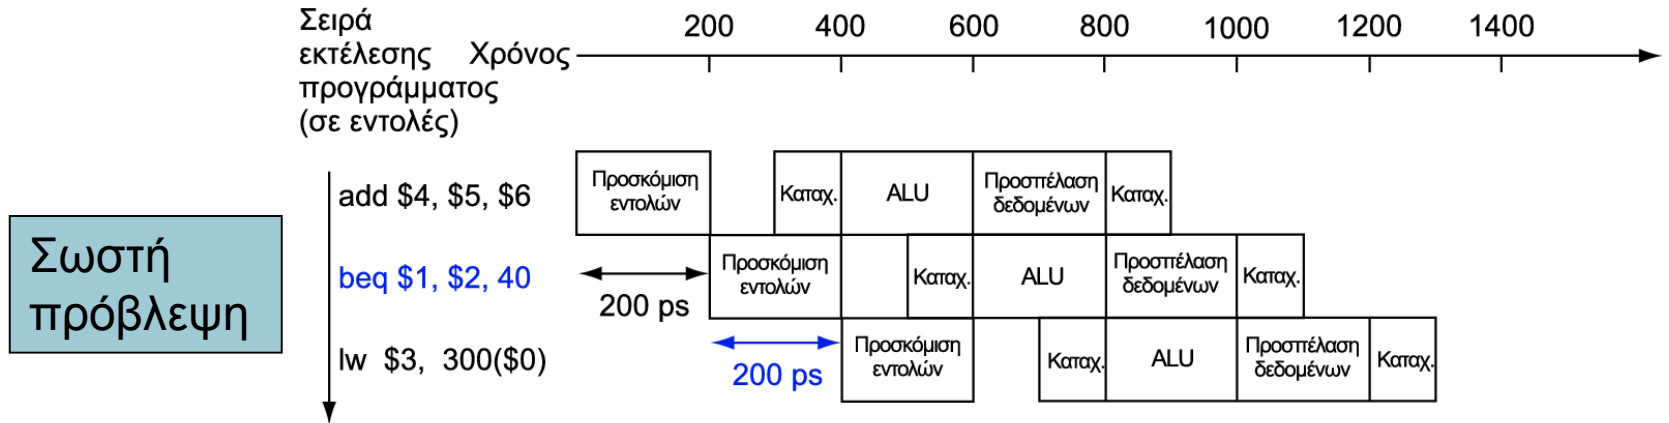 Σειρά
εκτέλεσης Χρόνος
προγράμματος
(σε εντολές)
200 400 600 800 1000 1200 1400
Σωστή
πρόβλεψη
add $4, $5, $6
Προσκόμιση
εντολών
Καταχ.
ALU
Προσπέλαση
δεδομένων
Καταχ.
beq $1, $2, 40
200 ps
Προσκόμιση
εντολών
Καταχ.
ALU
Προσπέλαση
δεδομένων
Καταχ.
lw $3, 300($0)
200 ps
Προσκόμιση
εντολών
Καταχ.
ALU
Προσπέλαση
δεδομένων
Καταχ.